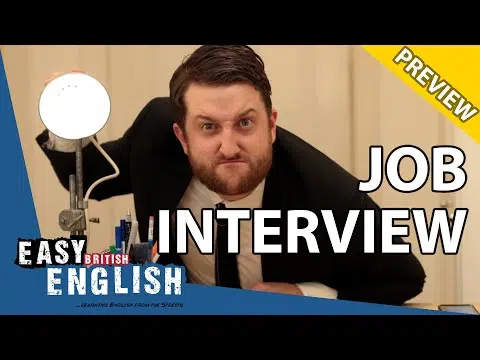 PREVIEW
JOB
INTERVIEW
EASY
BRITISH
ENGLISH
...LEARNING ENGLISH FROM THE STREETS